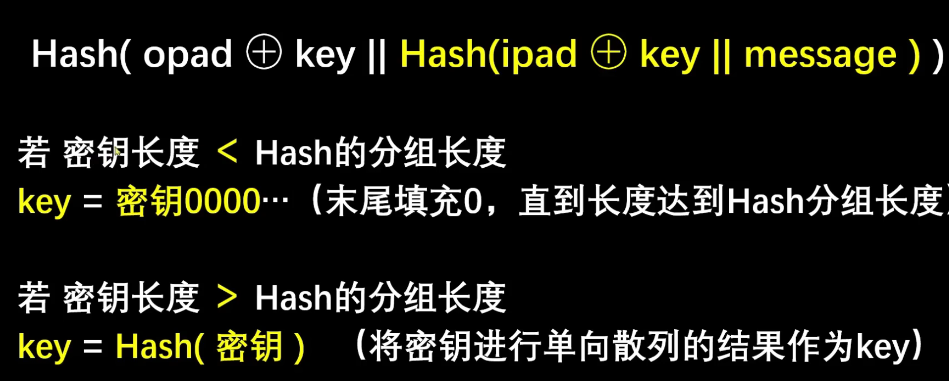 Hash( opad ⊕ key || Hash(ipad ⊕ key || message ) )
若 密钥长度 < Hash的分组长度
key = 密钥0000…（末尾填充0，直到长度达到Hash分组长度）
若 密钥长度 > Hash的分组长度
key = Hash( 密钥 ) （将密钥进行单向散列的结果作为key）